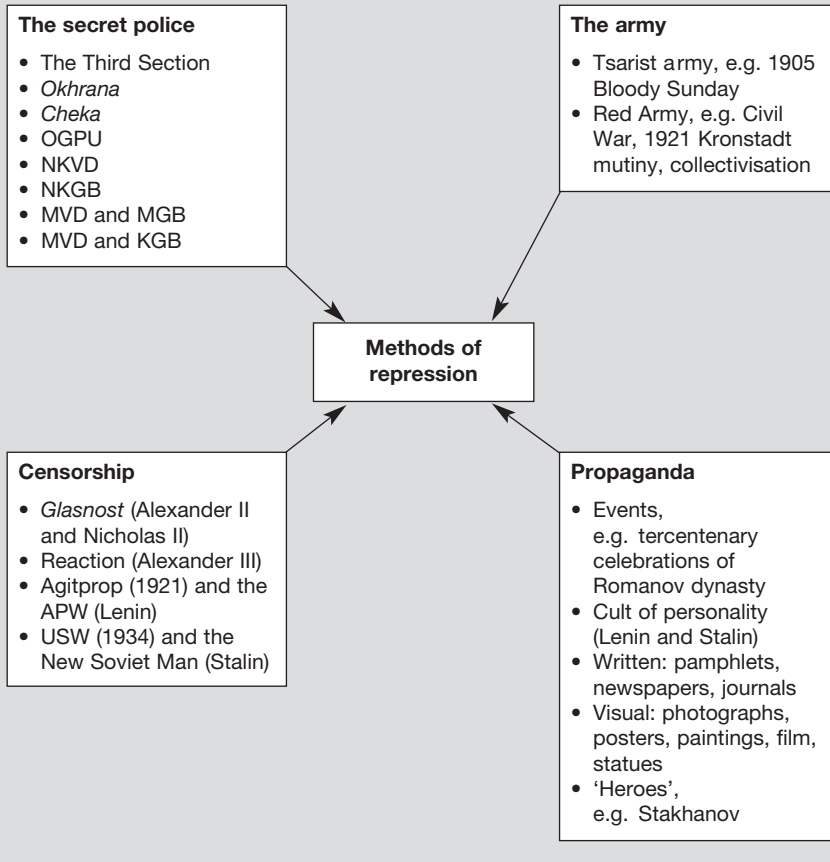 The secret police
• The Third Section
• Okhrana
• Cheka
• OGPU
• NKVD
• NKGB
• MVD and MGB
• MVD and KGB
The army
• Tsarist army, e.g. 1905
Bloody Sunday
• Red Army, e.g. Civil
War, 1921 Kronstadt
mutiny, collectivisation
Methods of
repression
Censorship
• Glasnost (Alexander II
and Nicholas II)
• Reaction (Alexander III)
• Agitprop (1921) and the
APW (Lenin)
• USW (1934) and the
New Soviet Man (Stalin)
Propaganda
• Events,
e.g. tercentenary
celebrations of
Romanov dynasty
• Cult of personality
(Lenin and Stalin)
• Written: pamphlets,
newspapers, journals
• Visual: photographs,
posters, paintings, film,
statues
• ‘Heroes’,
e.g. Stakhanov